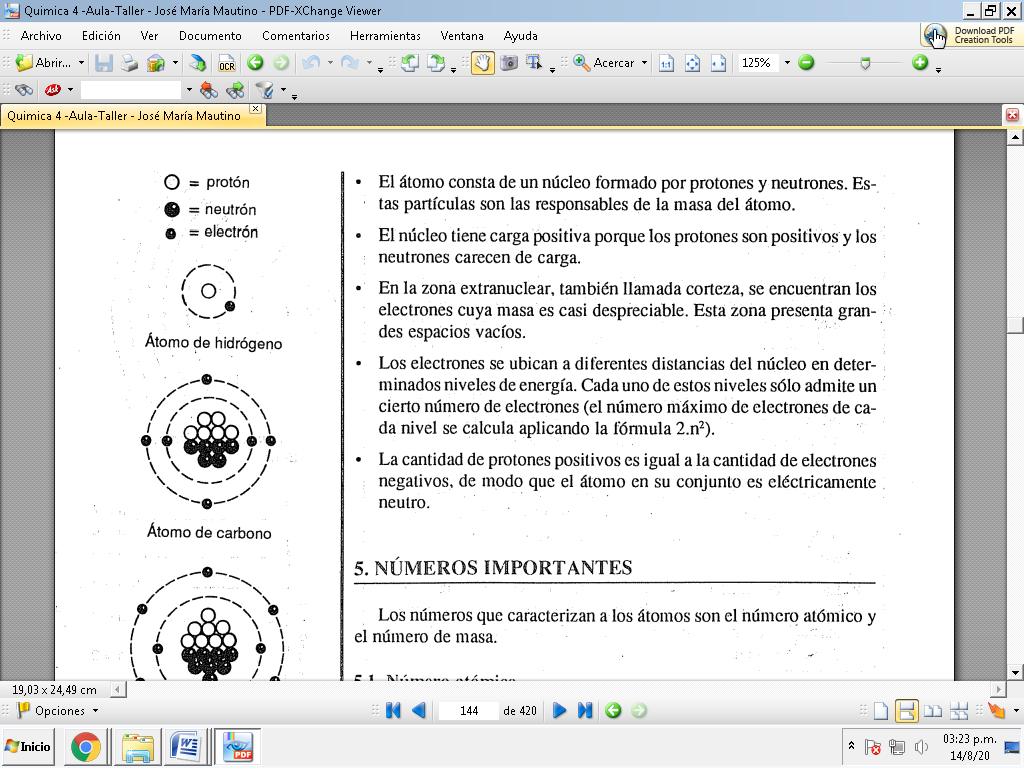 Quimica 4 -Aula-Taller - José María Mautino - PDF-XChange Viewer
Archivo Edición Ver Documento Comentarios Herramientas Ventana Ayuda
Download PDF
Creation Tools
Abrir... OCR Acercar 1:1 125%
Quimica 4 -Aula-Taller - José María Mautino
= protón
= neutrón
= electrón
Átomo de hidrógeno
Átomo de carbono
• El átomo consta de un núcleo formado por protones y neutrones. Es-
tas partículas son las responsables de la masa del átomo.
• El núcleo tiene carga positiva porque los protones son positivos y los
neutrones carecen de carga.
• En la zona extranuclear, también llamada corteza, se encuentran los
electrones cuya masa es casi despreciable. Esta zona presenta gran-
des espacios vacíos.
• Los electrones se ubican a diferentes distancias del núcleo en deter-
minados niveles de energía. Cada uno de estos niveles sólo admite un
cierto número de electrones (el número máximo de electrones de ca-
da nivel se calcula aplicando la fórmula 2.n²).
• La cantidad de protones positivos es igual a la cantidad de electrones
negativos, de modo que el átomo en su conjunto es eléctricamente
neutro.
5. NÚMEROS IMPORTANTES
Los números que caracterizan a los átomos son el número atómico y
el número de masa.
5.1. Número atómico
19,03 x 24,49 cm
Opciones 144 de 420
Inicio PDF 03:23 p.m.
14/8/20